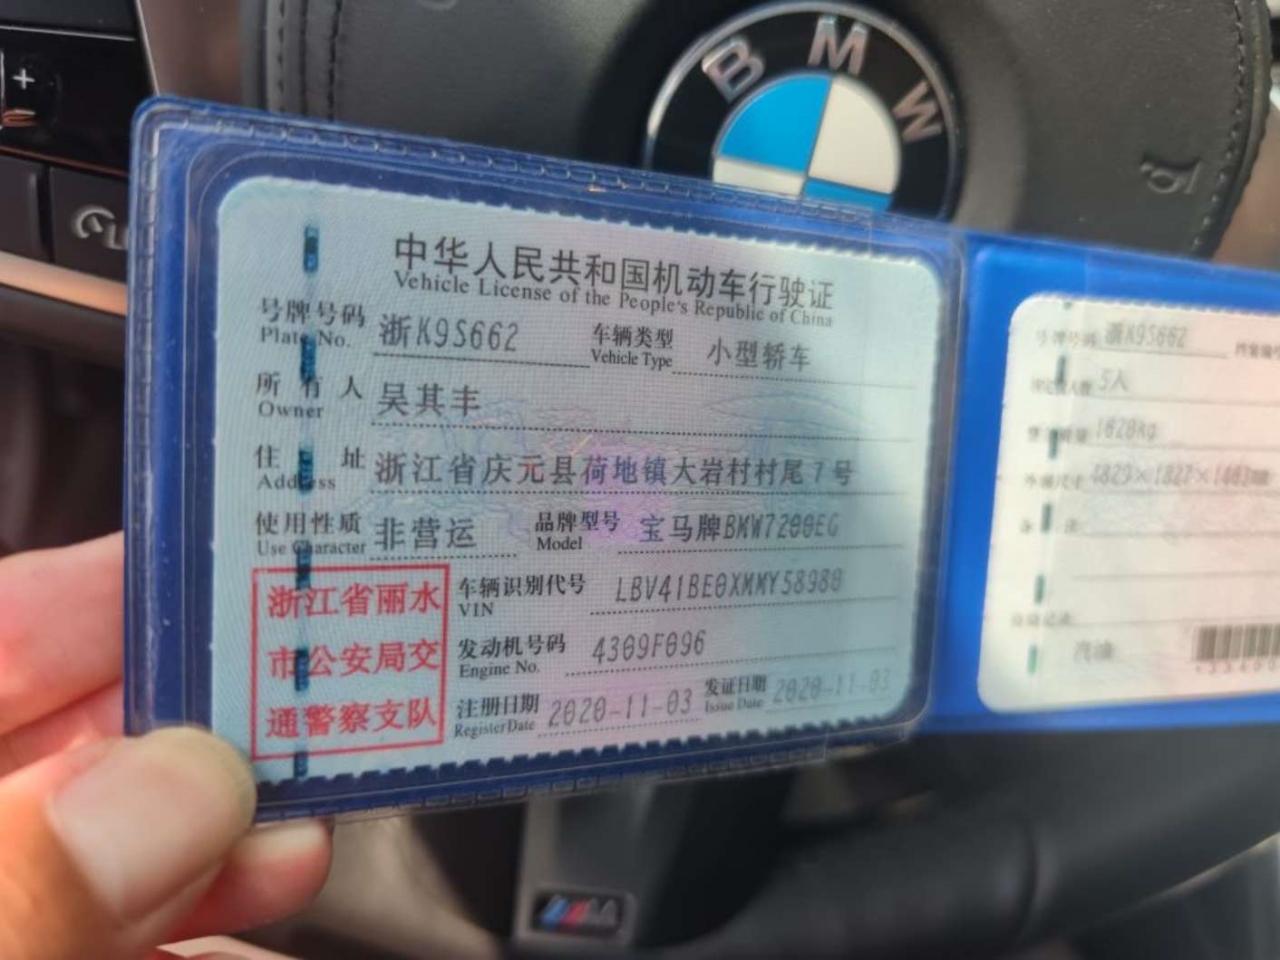 BMW
中华人民共和国机动车行驶证
Vehicle License of the People's Republic of China
号牌号码 浙K9S662 车辆类型 小型轿车
Plate No. Vehicle Type
所有人 吴其丰
Owner
住址 浙江省庆元县荷地镇大岩村村尾7号
Address
使用性质 非营运 品牌型号 宝马牌BMW7200EG
Use Character Model
浙江省丽水
市公安局交
通警察支队
车辆识别代号 LBV41BE0XMMY58980
VIN
发动机号码 4309F096
Engine No.
注册日期 2020-11-03 发证日期 2020-11-03
Register Date Issue Date
号牌号码 浙K9S662
5人
1620kg
外廓尺寸 4829×1827×1463mm
汽油
M